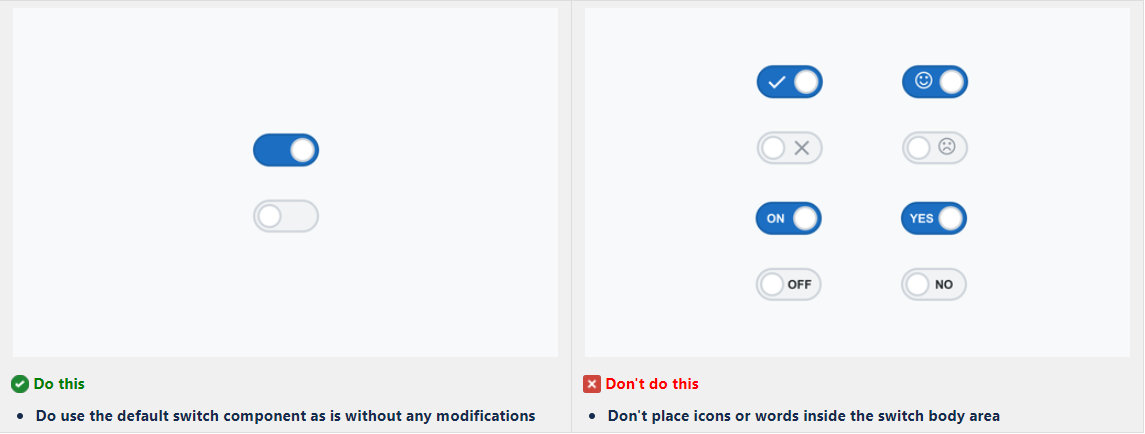 ON
YES
OFF
NO
Do this
Do use the default switch component as is without any modifications
Don't do this
Don't place icons or words inside the switch body area